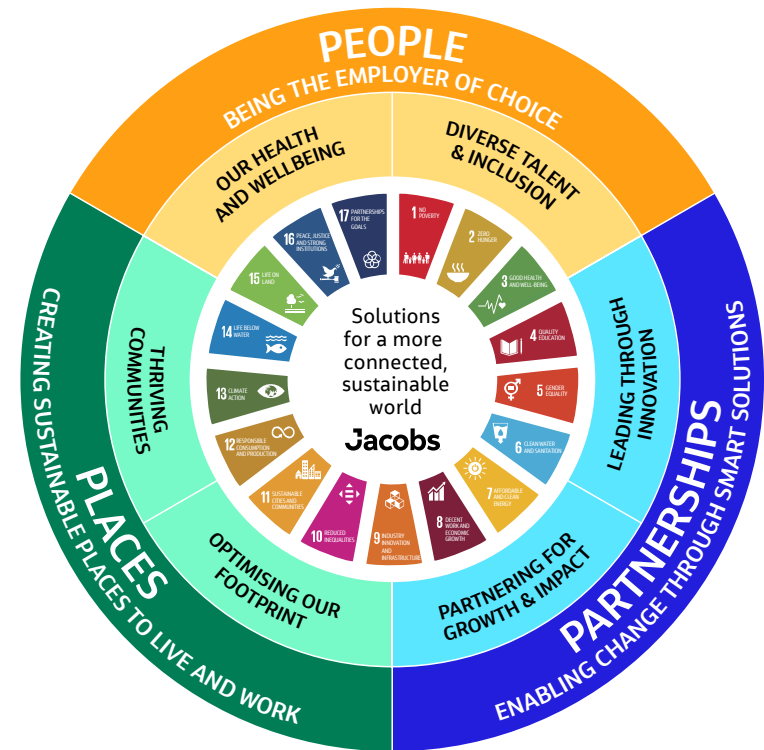 PEOPLE
BEING THE EMPLOYER OF CHOICE
OUR HEALTH
AND WELLBEING
DIVERSE TALENT
& INCLUSION
PARTNERSHIPS
ENABLING CHANGE THROUGH SMART SOLUTIONS
LEADING THROUGH
INNOVATION
PARTNERING FOR
GROWTH & IMPACT
PLACES
CREATING SUSTAINABLE PLACES TO LIVE AND WORK
THRIVING
COMMUNITIES
OPTIMISING OUR
FOOTPRINT
1 NO
POVERTY
2 ZERO
HUNGER
3 GOOD HEALTH
AND WELL-BEING
4 QUALITY
EDUCATION
5 GENDER
EQUALITY
6 CLEAN WATER
AND SANITATION
7 AFFORDABLE
AND CLEAN
ENERGY
8 DECENT
WORK AND
ECONOMIC
GROWTH
9 INDUSTRY
INNOVATION
AND
INFRASTRUCTURE
10 REDUCED
INEQUALITIES
11 SUSTAINABLE
CITIES AND
COMMUNITIES
12 RESPONSIBLE
CONSUMPTION
AND PRODUCTION
13 CLIMATE
ACTION
14 LIFE BELOW
WATER
15 LIFE ON
LAND
16 PEACE, JUSTICE
AND STRONG
INSTITUTIONS
17 PARTNERSHIPS
FOR THE
GOALS
Solutions
for a more
connected,
sustainable
world
Jacobs